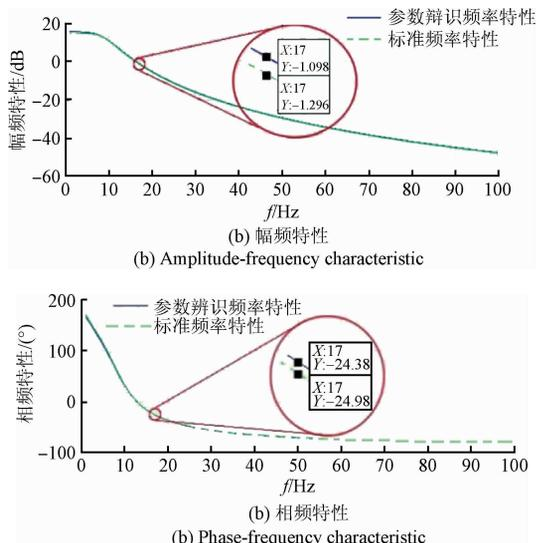 20
0
-20
-40
-60
幅频特性/dB
参数辩识频率特性
标准频率特性
X:17
Y:-1.098
X:17
Y:-1.296
0 10 20 30 40 50 60 70 80 90 100
f/Hz
(b) 幅频特性
(b) Amplitude-frequency characteristic
200
100
0
-100
相频特性/(°)
参数辨识频率特性
标准频率特性
X:17
Y:-24.38
X:17
Y:-24.98
0 10 20 30 40 50 60 70 80 90 100
f/Hz
(b) 相频特性
(b) Phase-frequency characteristic